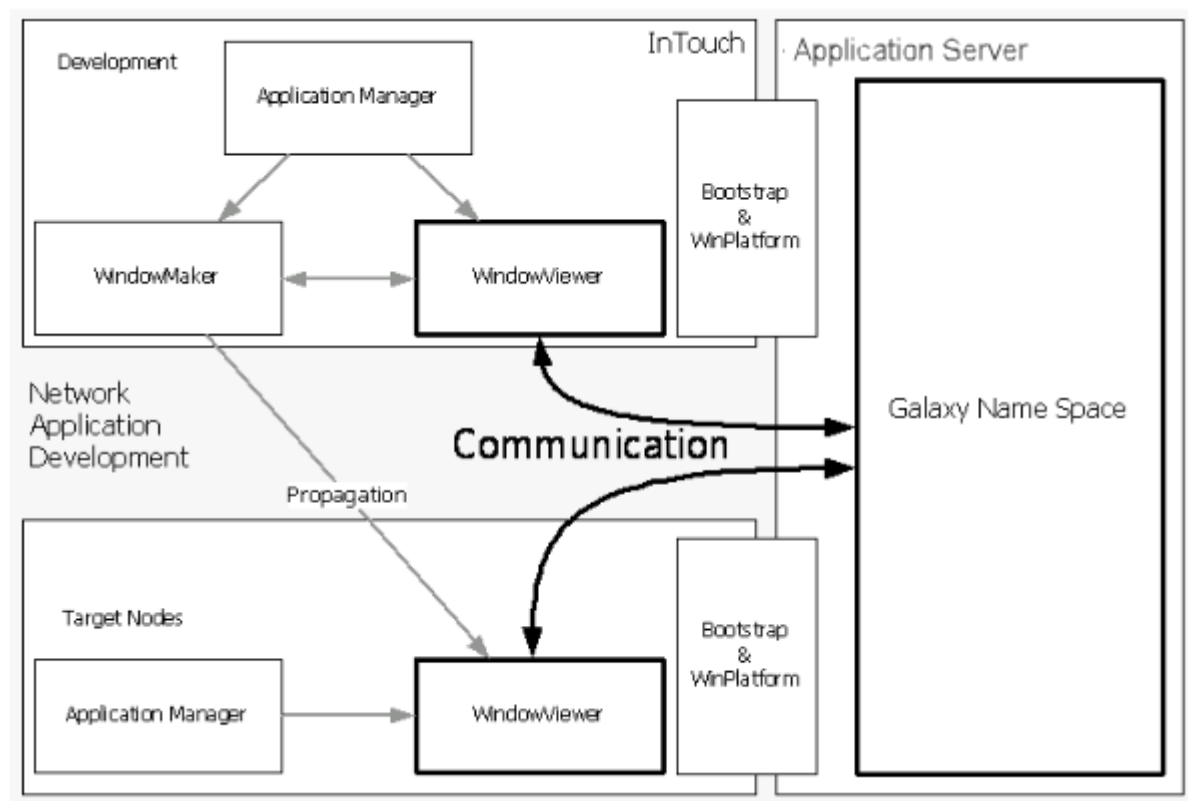 InTouch
Application Server
Development
Application Manager
Bootstrap
&
WinPlatform
WindowMaker
WindowViewer
Network
Application
Development
Communication
Galaxy Name Space
Propagation
Target Nodes
Bootstrap
&
WinPlatform
Application Manager
WindowViewer